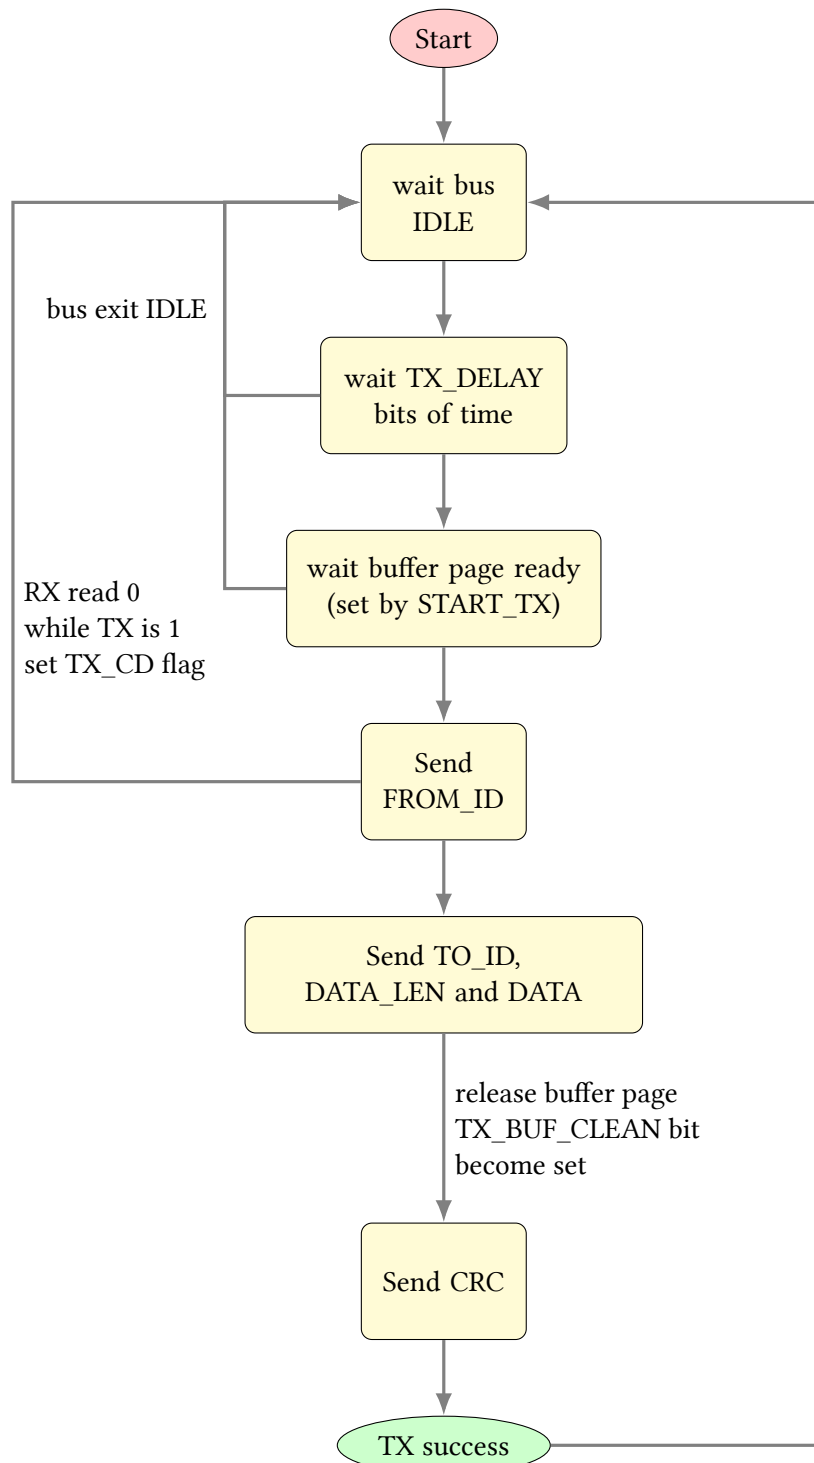 Start
wait bus
IDLE
bus exit IDLE
wait TX_DELAY
bits of time
wait buffer page ready
(set by START_TX)
RX read 0
while TX is 1
set TX_CD flag
Send
FROM_ID
Send TO_ID,
DATA_LEN and DATA
release buffer page
TX_BUF_CLEAN bit
become set
Send CRC
TX success